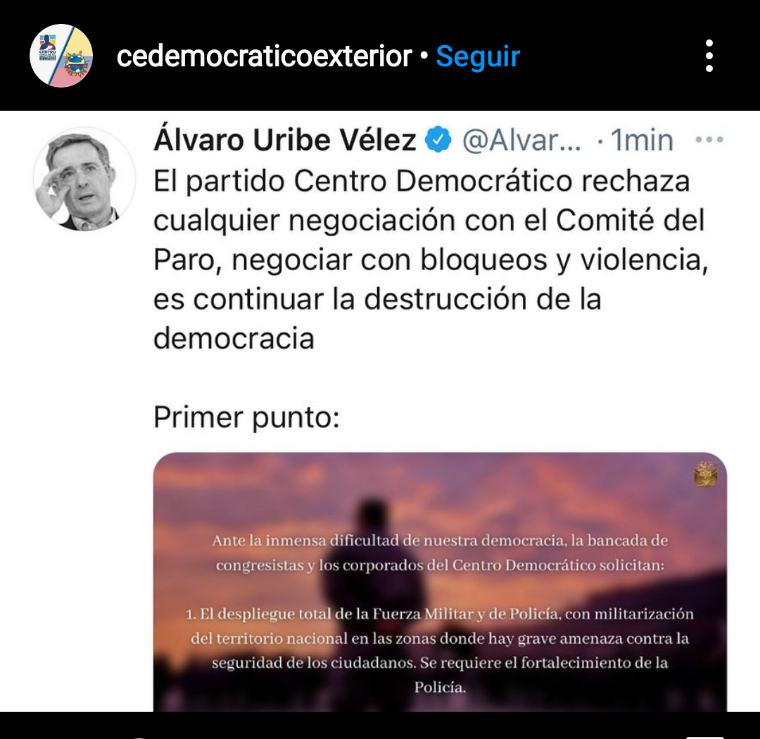 cedemocraticoexterior • Seguir
Álvaro Uribe Vélez @Alvar... · 1min
El partido Centro Democrático rechaza
cualquier negociación con el Comité del
Paro, negociar con bloqueos y violencia,
es continuar la destrucción de la
democracia
Primer punto:
Ante la inmensa dificultad de nuestra democracia, la bancada de
congresistas y los corporados del Centro Democrático solicitan:
1. El despliegue total de la Fuerza Militar y de Policía, con militarización
del territorio nacional en las zonas donde hay grave amenaza contra la
seguridad de los ciudadanos. Se requiere el fortalecimiento de la
Policía.